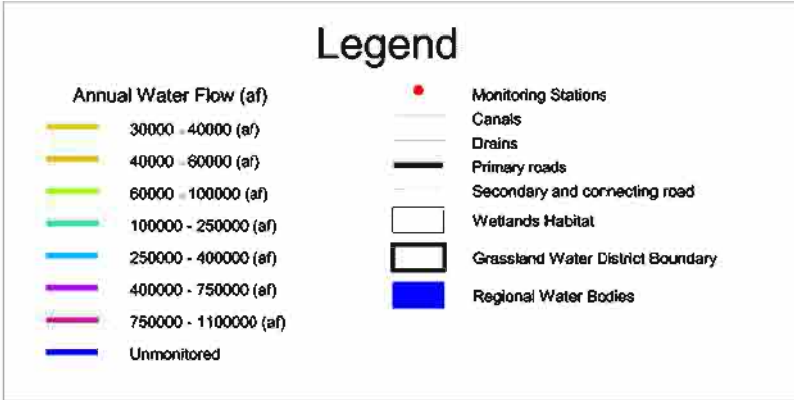 Legend
Annual Water Flow (af)
30000 - 40000 (af)
40000 - 60000 (af)
60000 - 100000 (af)
100000 - 250000 (af)
250000 - 400000 (af)
400000 - 750000 (af)
750000 - 1100000 (af)
Unmonitored
Monitoring Stations
Canals
Drains
Primary roads
Secondary and connecting road
Wetlands Habitat
Grassland Water District Boundary
Regional Water Bodies